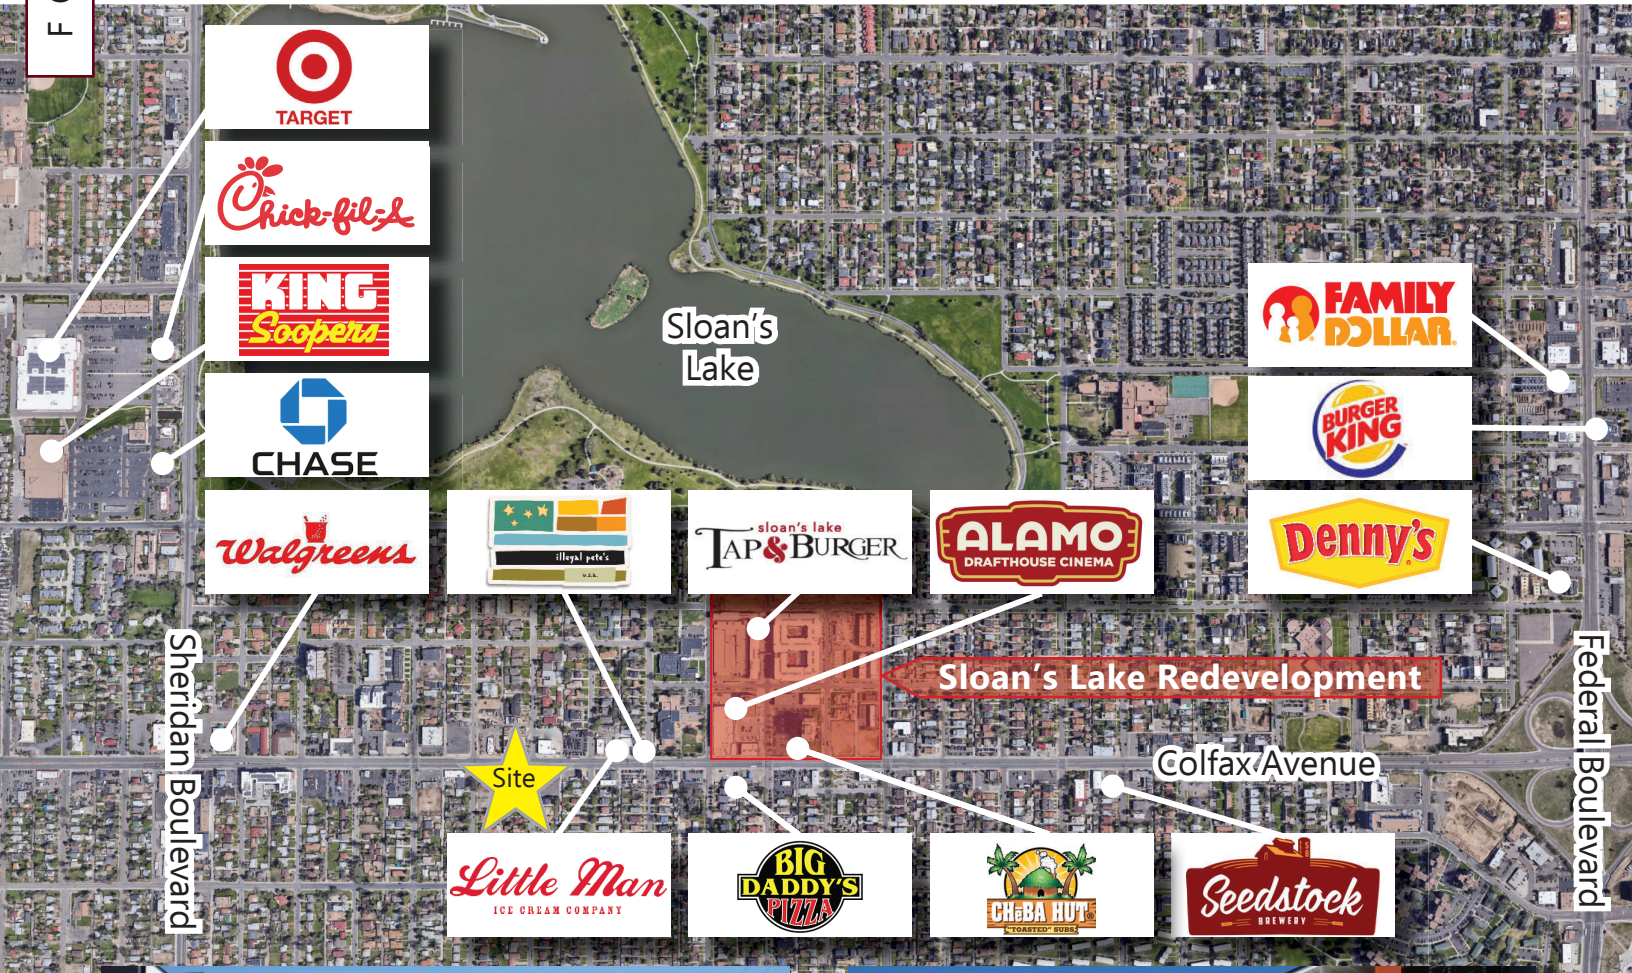 F
TARGET
Chick-fil-A
KING
Soopers
CHASE
Sloan's
Lake
FAMILY
DOLLAR
BURGER
KING
Denny's
Walgreens
illegal pete's
U.S.A.
sloan's lake
TAP & BURGER
ALAMO
DRAFTHOUSE CINEMA
Sloan's Lake Redevelopment
Sheridan Boulevard
Federal Boulevard
Colfax Avenue
Site
Little Man
ICE CREAM COMPANY
BIG
DADDY'S
PIZZA
CHeBA HUT
"TOASTED" SUBS
SB
Seedstock
BREWERY